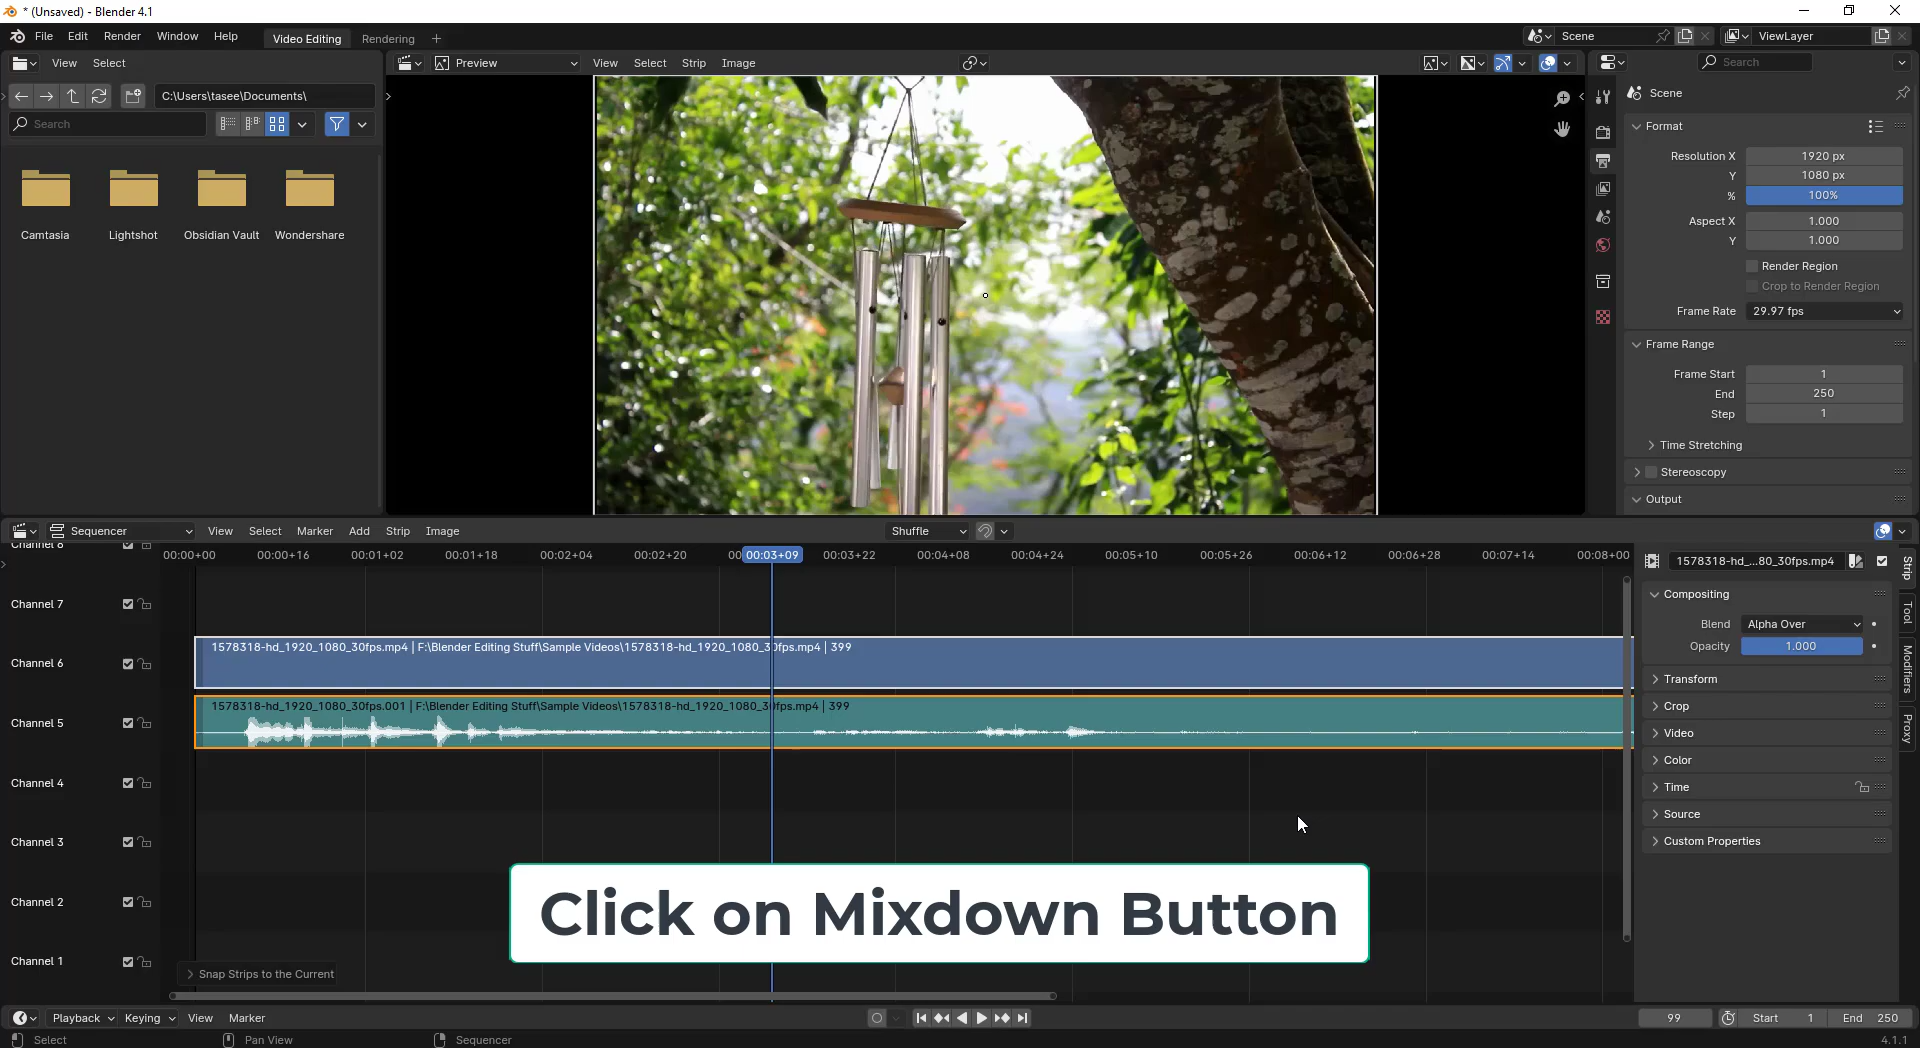 * (Unsaved) - Blender 4.1
File Edit Render Window Help Video Editing Rendering + Scene ViewLayer
View Select Preview View Select Strip Image Search
C:\Users\tasee\Documents\
Search
Scene
Format
Resolution X 1920 px
Y 1080 px
% 100%
Aspect X 1.000
Y 1.000
Render Region
Crop to Render Region
Frame Rate 29.97 fps
Frame Range
Frame Start 1
End 250
Step 1
Time Stretching
Stereoscopy
Output
Camtasia Lightshot Obsidian Vault Wondershare
Sequencer View Select Marker Add Strip Image Shuffle
00:00+00 00:00+16 00:01+02 00:01+18 00:02+04 00:02+20 00 00:03+09 00:03+22 00:04+08 00:04+24 00:05+10 00:05+26 00:06+12 00:06+28 00:07+14 00:08+00
Channel 8
Channel 7
Channel 6
1578318-hd_1920_1080_30fps.mp4 | F:\Blender Editing Stuff\Sample Videos\1578318-hd_1920_1080_30fps.mp4 | 399
Channel 5
1578318-hd_1920_1080_30fps.001 | F:\Blender Editing Stuff\Sample Videos\1578318-hd_1920_1080_30fps.mp4 | 399
Channel 4
Channel 3
Channel 2
Channel 1
Click on Mixdown Button
Snap Strips to the Current
1578318-hd_...80_30fps.mp4
Compositing
Blend Alpha Over
Opacity 1.000
Transform
Crop
Video
Color
Time
Source
Custom Properties
Strip
Tool
Modifiers
Proxy
Playback Keying View Marker 99 Start 1 End 250
Select Pan View Sequencer 4.1.1